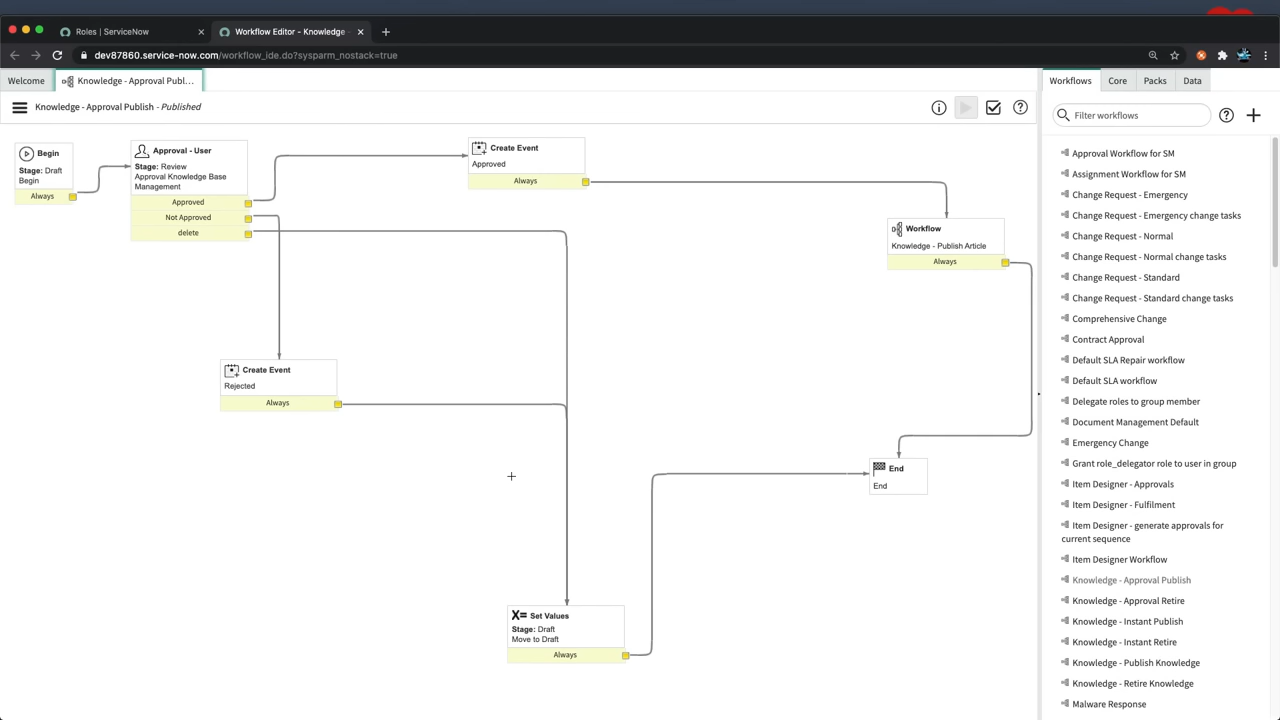 Roles | ServiceNow
Workflow Editor - Knowledge -
dev87860.service-now.com/workflow_ide.do?sysparm_nostack=true
Welcome
Knowledge - Approval Publ...
Workflows
Core
Packs
Data
Knowledge - Approval Publish - Published
Filter workflows
Begin
Stage: Draft
Begin
Always
Approval - User
Stage: Review
Approval Knowledge Base
Management
Approved
Not Approved
delete
Create Event
Approved
Always
Workflow
Knowledge - Publish Article
Always
Create Event
Rejected
Always
End
End
Set Values
Stage: Draft
Move to Draft
Always
Approval Workflow for SM
Assignment Workflow for SM
Change Request - Emergency
Change Request - Emergency change tasks
Change Request - Normal
Change Request - Normal change tasks
Change Request - Standard
Change Request - Standard change tasks
Comprehensive Change
Contract Approval
Default SLA Repair workflow
Default SLA workflow
Delegate roles to group member
Document Management Default
Emergency Change
Grant role_delegator role to user in group
Item Designer - Approvals
Item Designer - Fulfilment
Item Designer - generate approvals for
current sequence
Item Designer Workflow
Knowledge - Approval Publish
Knowledge - Approval Retire
Knowledge - Instant Publish
Knowledge - Instant Retire
Knowledge - Publish Knowledge
Knowledge - Retire Knowledge
Malware Response